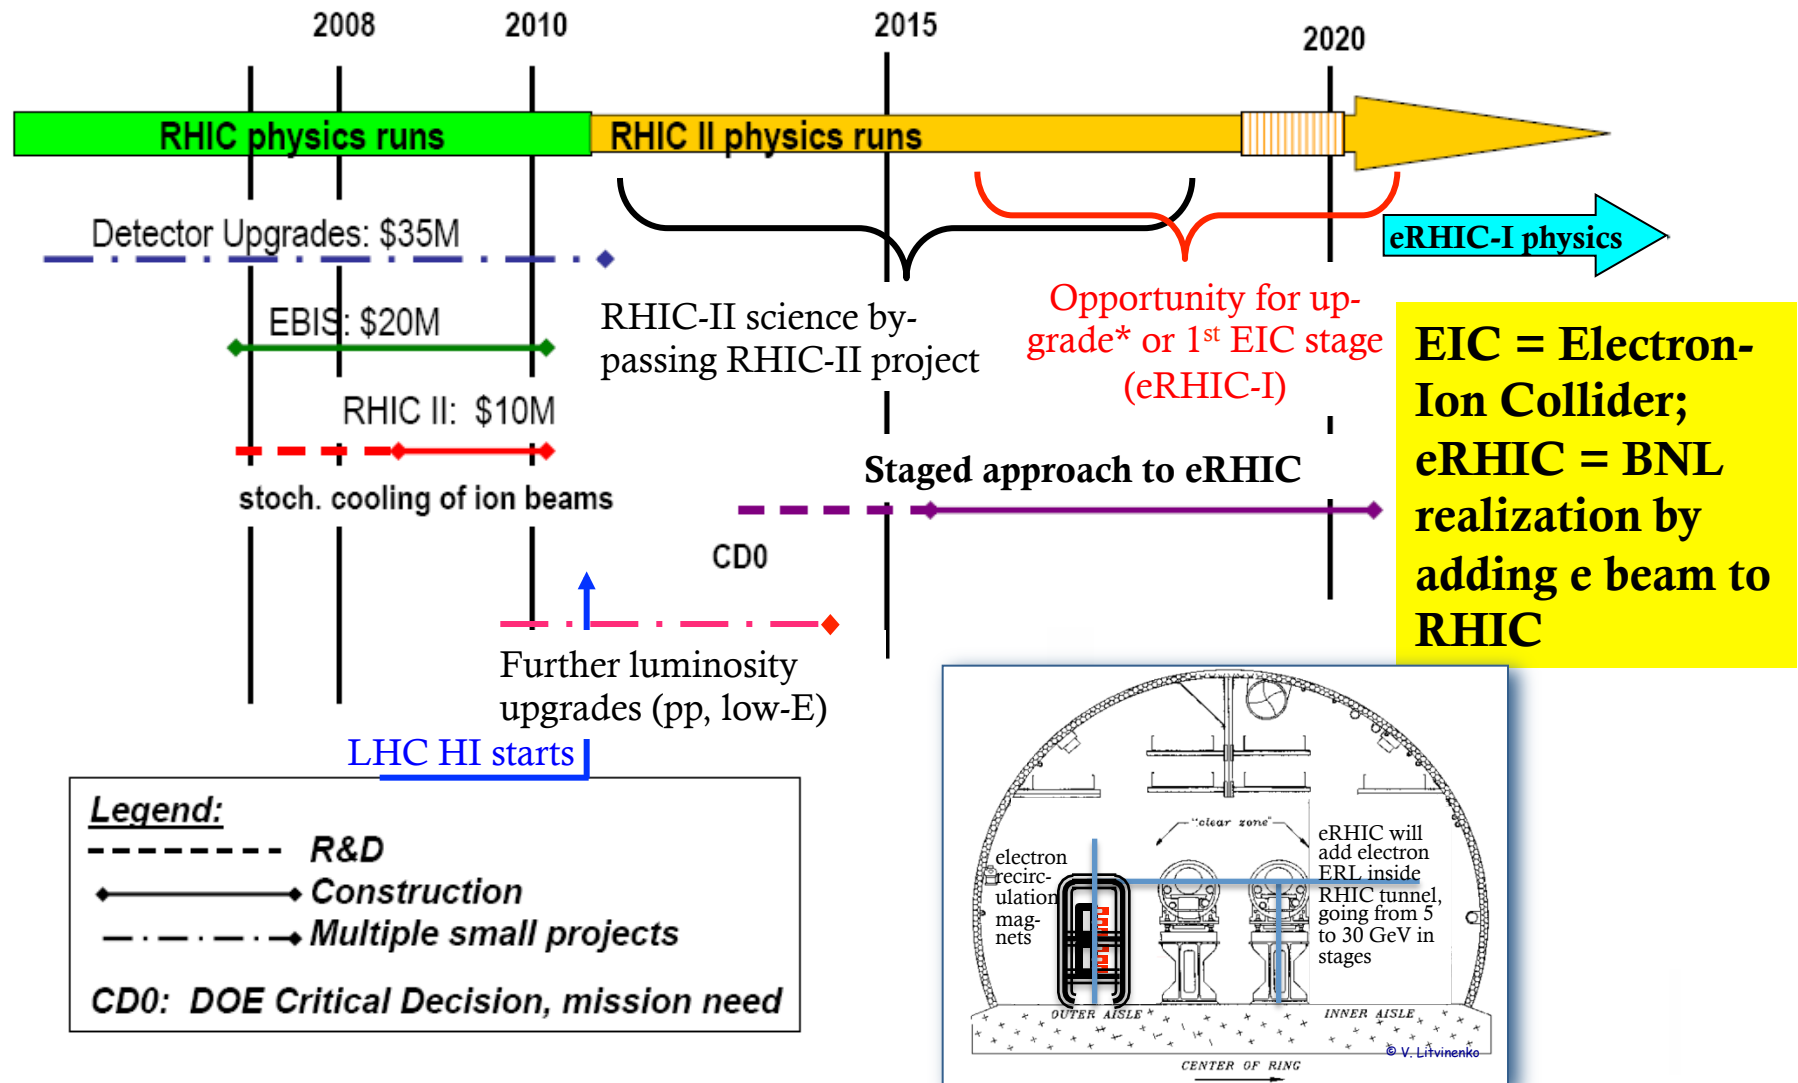 2008
2010
2015
2020
RHIC physics runs
RHIC II physics runs
Detector Upgrades: $35M
eRHIC-I physics
EBIS: $20M
RHIC-II science by-
passing RHIC-II project
Opportunity for up-
grade* or 1st EIC stage
(eRHIC-I)
EIC = Electron-
Ion Collider;
eRHIC = BNL
realization by
adding e beam to
RHIC
RHIC II: $10M
stoch. cooling of ion beams
Staged approach to eRHIC
CD0
Further luminosity
upgrades (pp, low-E)
LHC HI starts
Legend:
R&D
Construction
Multiple small projects
CD0: DOE Critical Decision, mission need
"clear zone"
electron
recirc-
ulation
mag-
nets
eRHIC will
add electron
ERL inside
RHIC tunnel,
going from 5
to 30 GeV in
stages
OUTER AISLE
INNER AISLE
© V. Litvinenko
CENTER OF RING